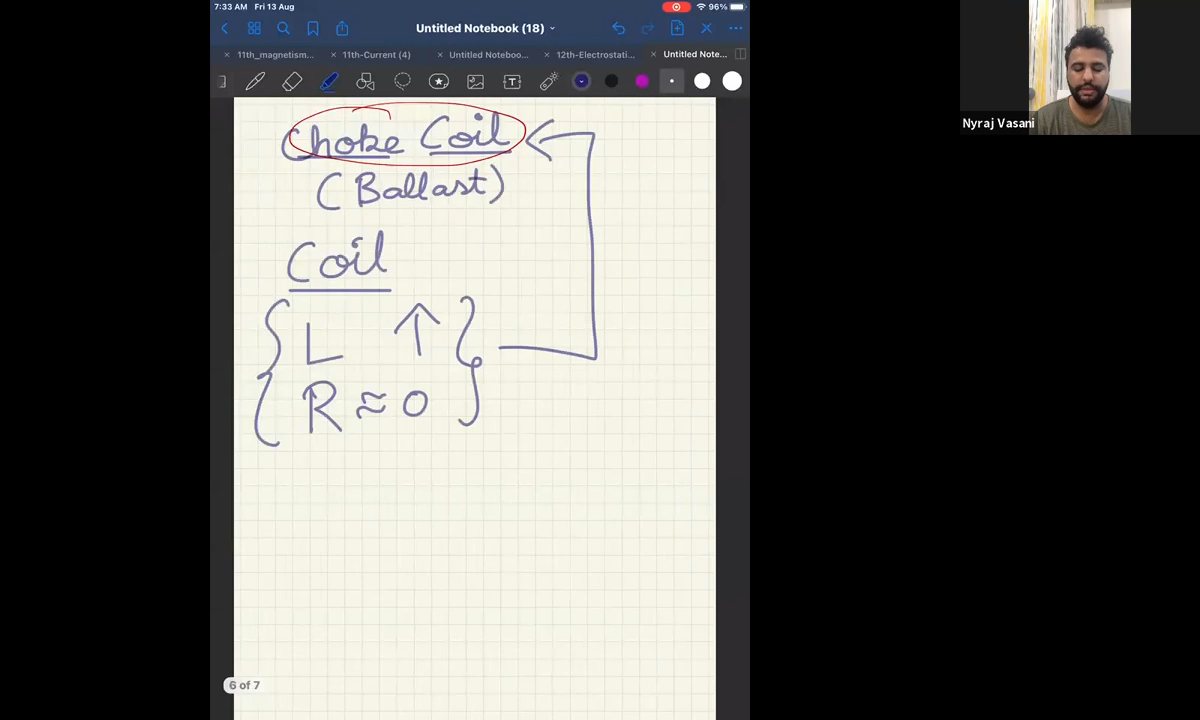 7:33 AM Fri 13 Aug
96%
Untitled Notebook (18)
11th_magnetism...
11th-Current (4)
Untitled Noteboo...
12th-Electrostati...
Untitled Note...
Choke Coil
(Ballast)
Coil
L ↑
R ≈ 0
6 of 7
Nyraj Vasani